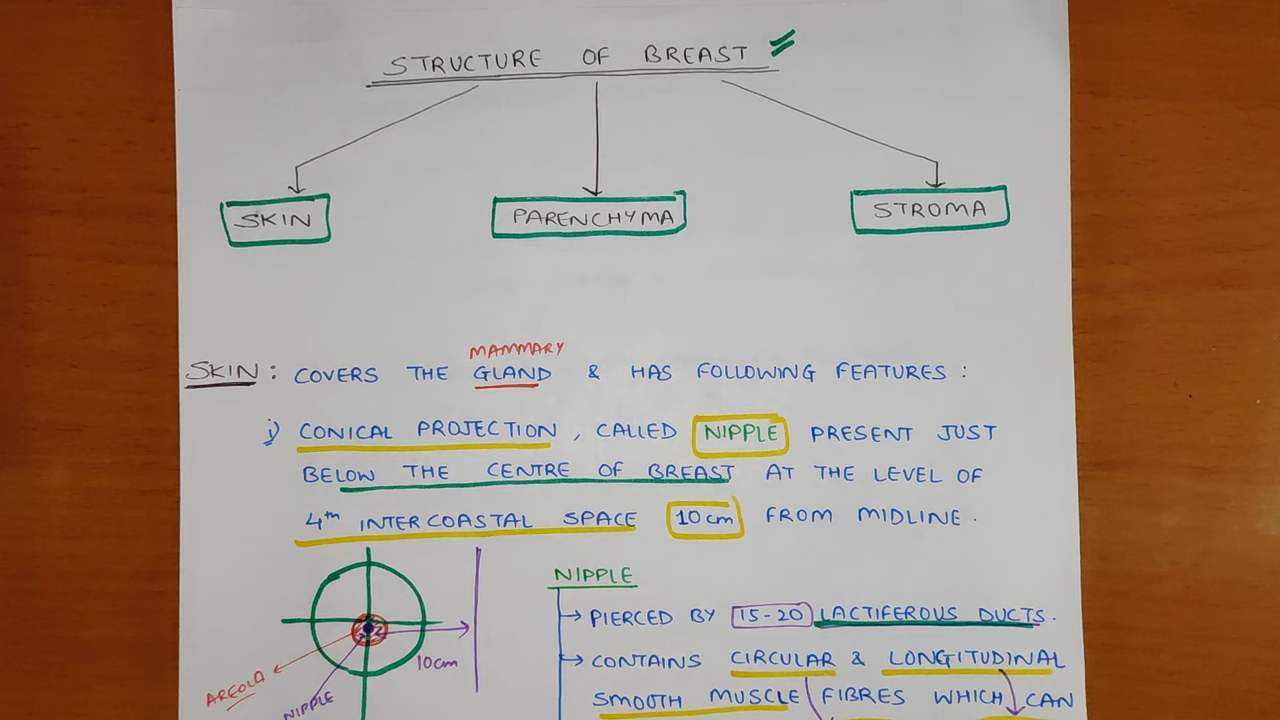 STRUCTURE OF BREAST
SKIN
PARENCHYMA
STROMA
MAMMARY
SKIN : COVERS THE GLAND & HAS FOLLOWING FEATURES :
i) CONICAL PROJECTION , CALLED NIPPLE PRESENT JUST
BELOW THE CENTRE OF BREAST AT THE LEVEL OF
4th INTERCOASTAL SPACE 10cm FROM MIDLINE .
10cm
AREOLA
NIPPLE
NIPPLE
→ PIERCED BY 15-20 LACTIFEROUS DUCTS .
→ CONTAINS CIRCULAR & LONGITUDINAL
SMOOTH MUSCLE FIBRES WHICH CAN